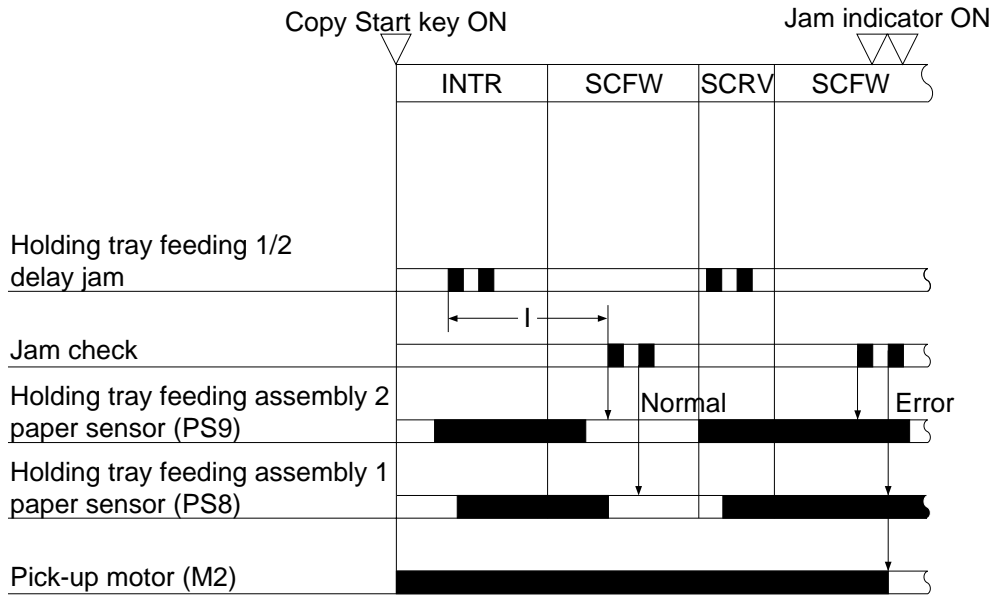 Copy Start key ON
Jam indicator ON
INTR
SCFW
SCRV
SCFW
Holding tray feeding 1/2
delay jam
I
Jam check
Holding tray feeding assembly 2
paper sensor (PS9)
Normal
Error
Holding tray feeding assembly 1
paper sensor (PS8)
Pick-up motor (M2)